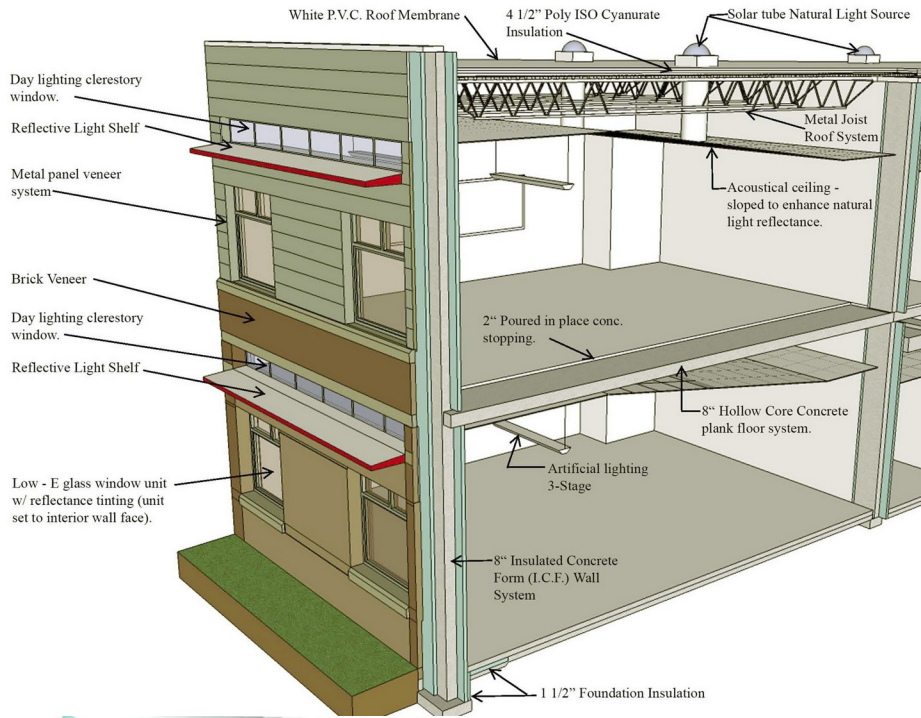 White P.V.C. Roof Membrane
4 1/2” Poly ISO Cyanurate
Insulation
Solar tube Natural Light Source
Day lighting clerestory
window.
Reflective Light Shelf
Metal panel veneer
system
Metal Joist
Roof System
Acoustical ceiling -
sloped to enhance natural
light reflectance.
Brick Veneer
Day lighting clerestory
window.
Reflective Light Shelf
2“ Poured in place conc.
stopping.
8“ Hollow Core Concrete
plank floor system.
Artificial lighting
3-Stage
Low - E glass window unit
w/ reflectance tinting (unit
set to interior wall face).
8“ Insulated Concrete
Form (I.C.F.) Wall
System
1 1/2” Foundation Insulation